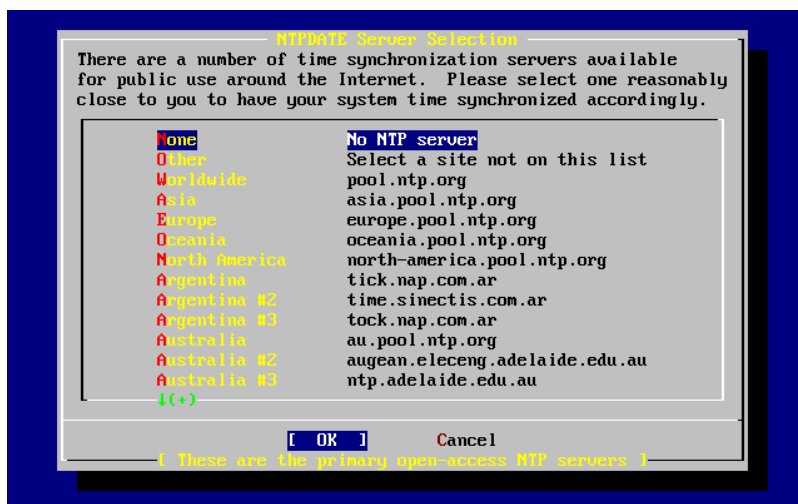 NTPDATE Server Selection
There are a number of time synchronization servers available
for public use around the Internet.  Please select one reasonably
close to you to have your system time synchronized accordingly.
None No NTP server
Other Select a site not on this list
Worldwide pool.ntp.org
Asia asia.pool.ntp.org
Europe europe.pool.ntp.org
Oceania oceania.pool.ntp.org
North America north-america.pool.ntp.org
Argentina tick.nap.com.ar
Argentina #2 time.sinectis.com.ar
Argentina #3 tock.nap.com.ar
Australia au.pool.ntp.org
Australia #2 augean.eleceng.adelaide.edu.au
Australia #3 ntp.adelaide.edu.au
↓(+)
[ OK ] Cancel
[ These are the primary open-access NTP servers ]